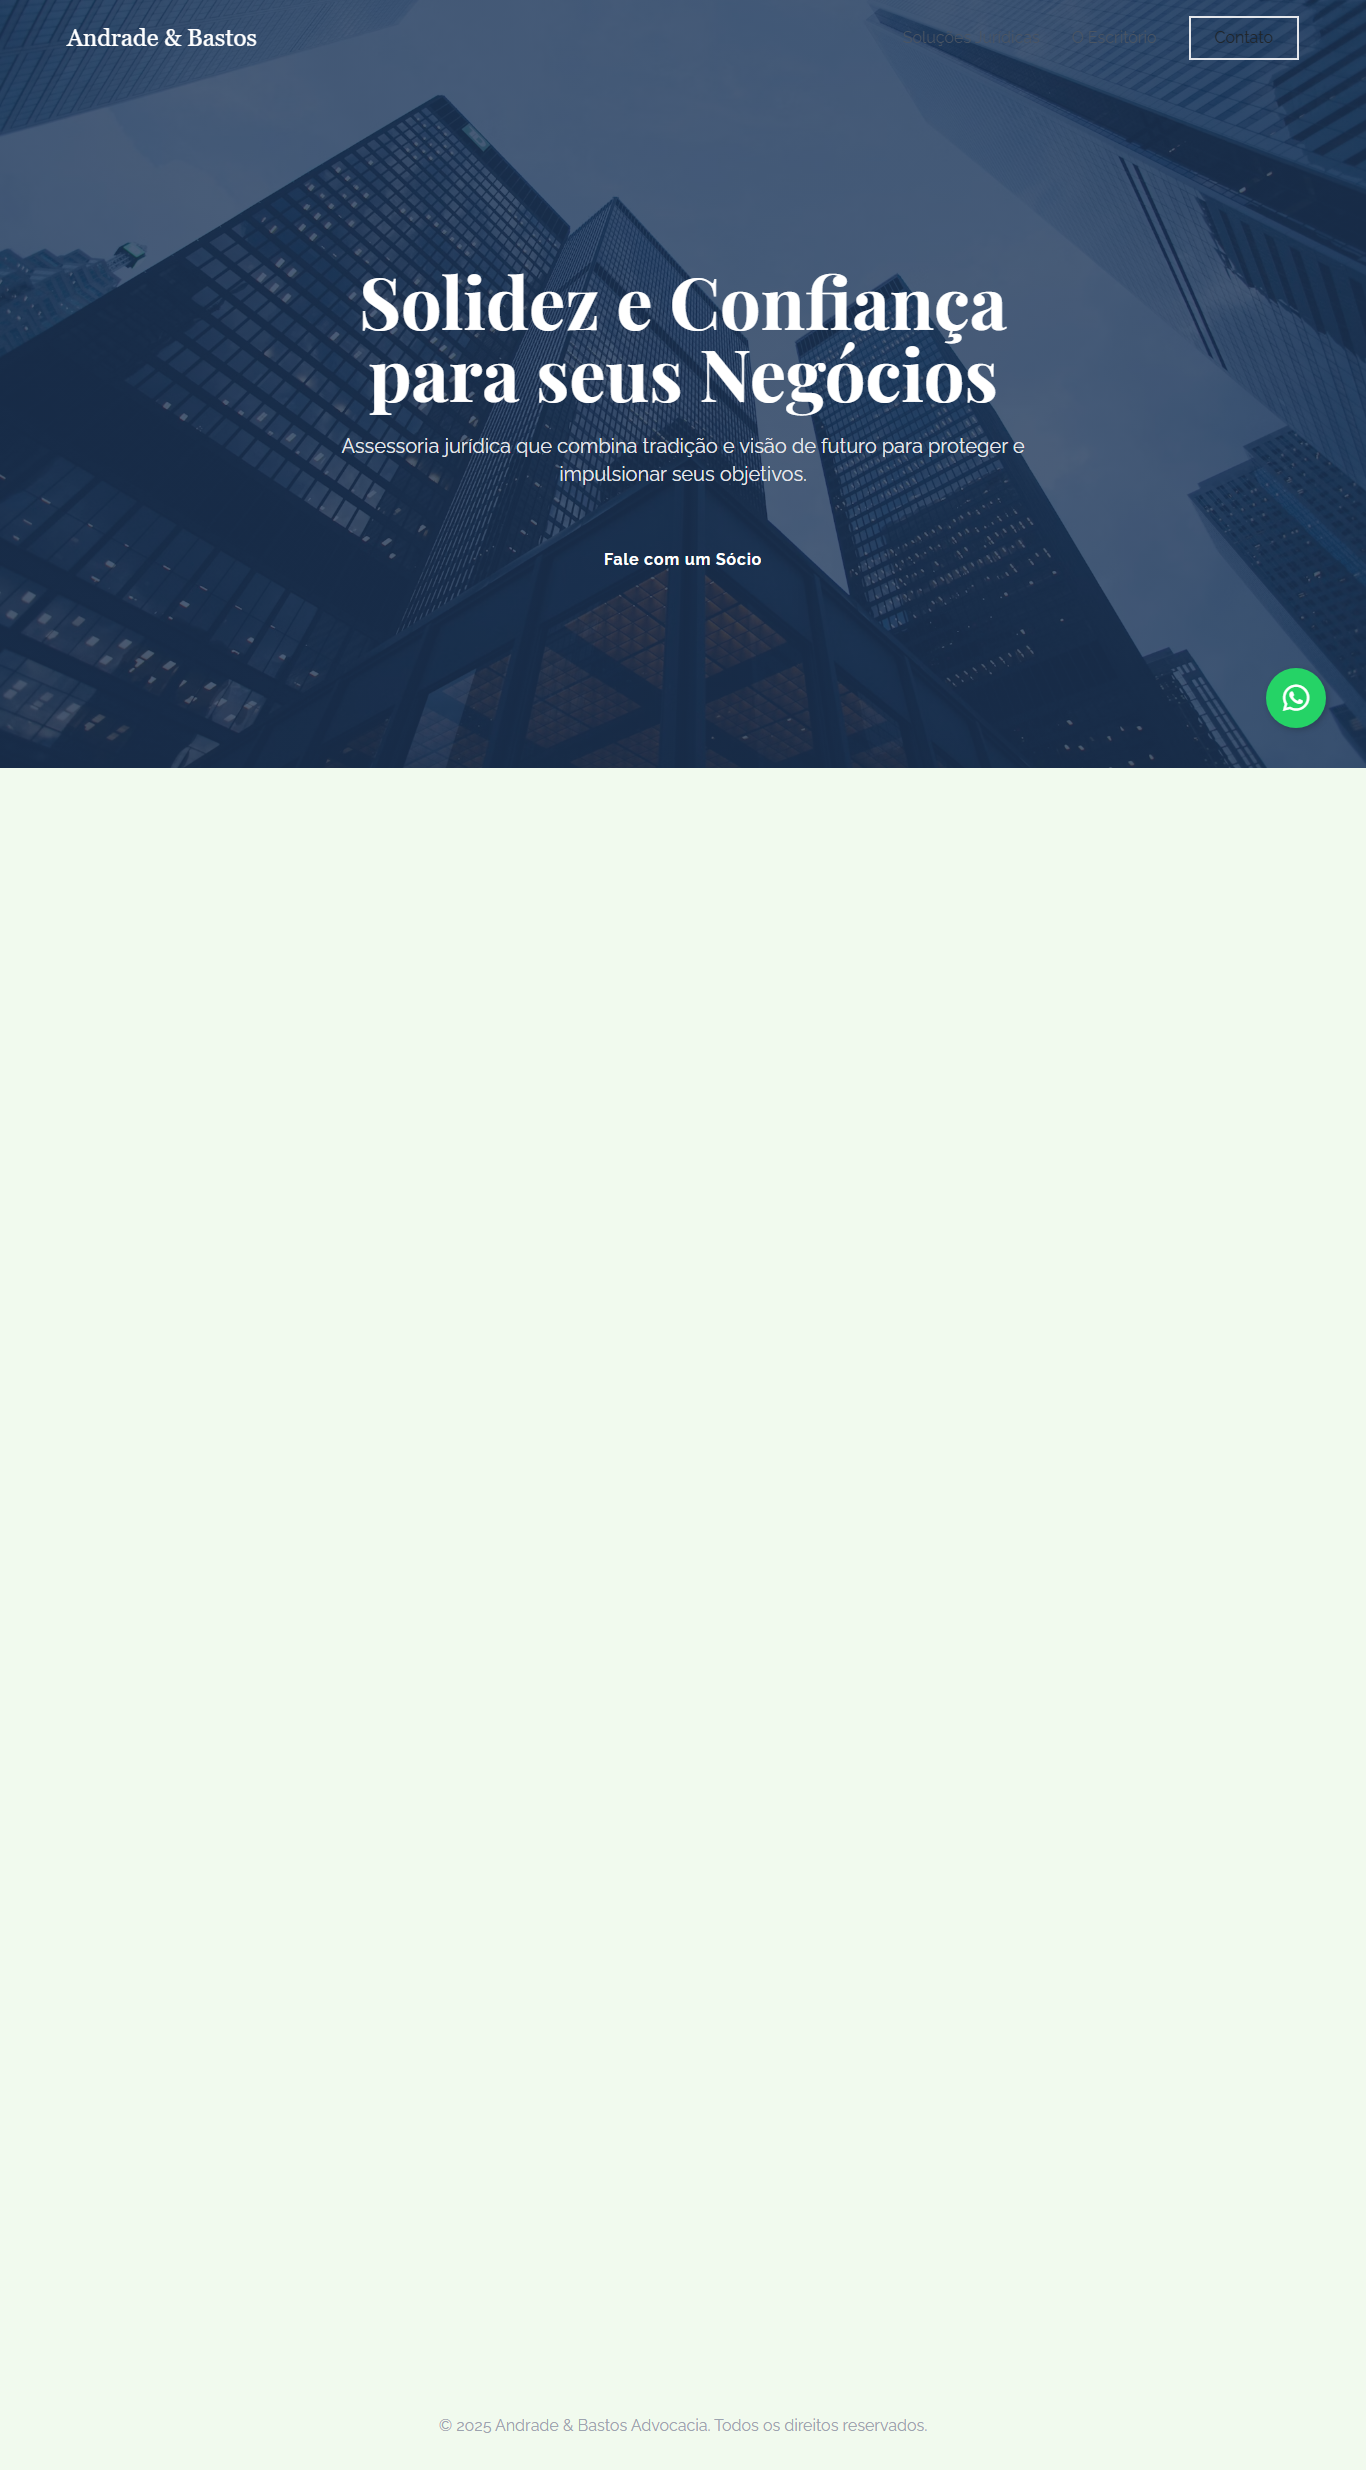 Andrade & Bastos
Soluções
O Escritório
Contato
Solidez e Confiança
para seus Negócios
Assessoria jurídica que combina tradição e visão de futuro para proteger e
impulsionar seus objetivos.
Fale com um Sócio
© 2025 Andrade & Bastos Advocacia. Todos os direitos reservados.